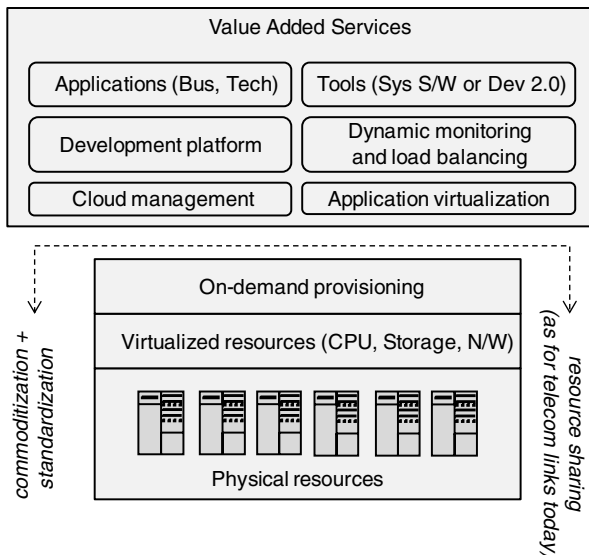 Value Added Services
Applications (Bus, Tech)
Tools (Sys S/W or Dev 2.0)
Development platform
Dynamic monitoring
and load balancing
Cloud management
Application virtualization
On-demand provisioning
Virtualized resources (CPU, Storage, N/W)
Physical resources
commoditization +
standardization
resource sharing
(as for telecom links today,